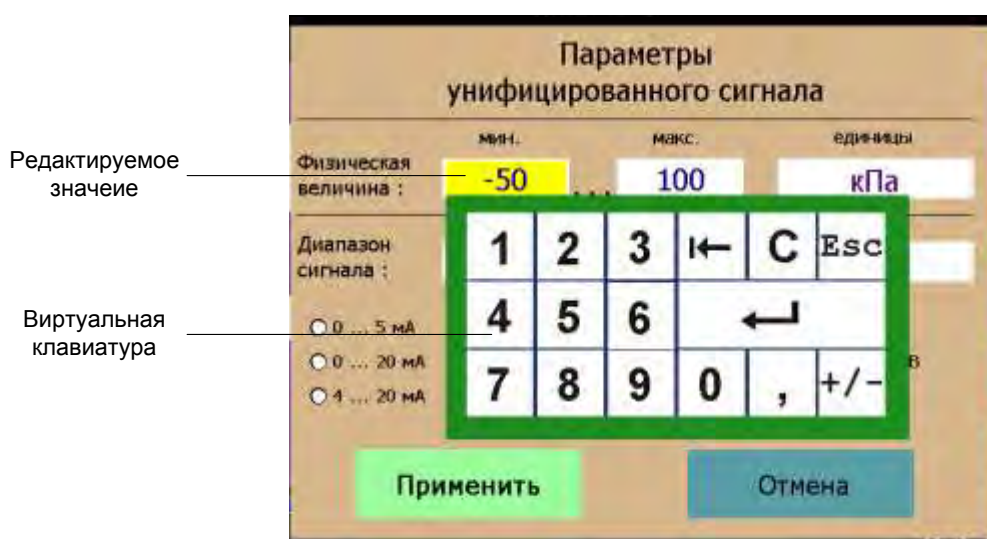 Параметры
унифицированного сигнала
мин. макс. единицы
Редактируемое
значеие
Физическая
величина :
-50 ... 100 кПа
Диапазон
сигнала :
1 2 3 C Esc
Виртуальная
клавиатура
4 5 6
0 ... 5 мА
0 ... 20 мА
4 ... 20 мА
В
7 8 9 0 , +/-
Применить Отмена